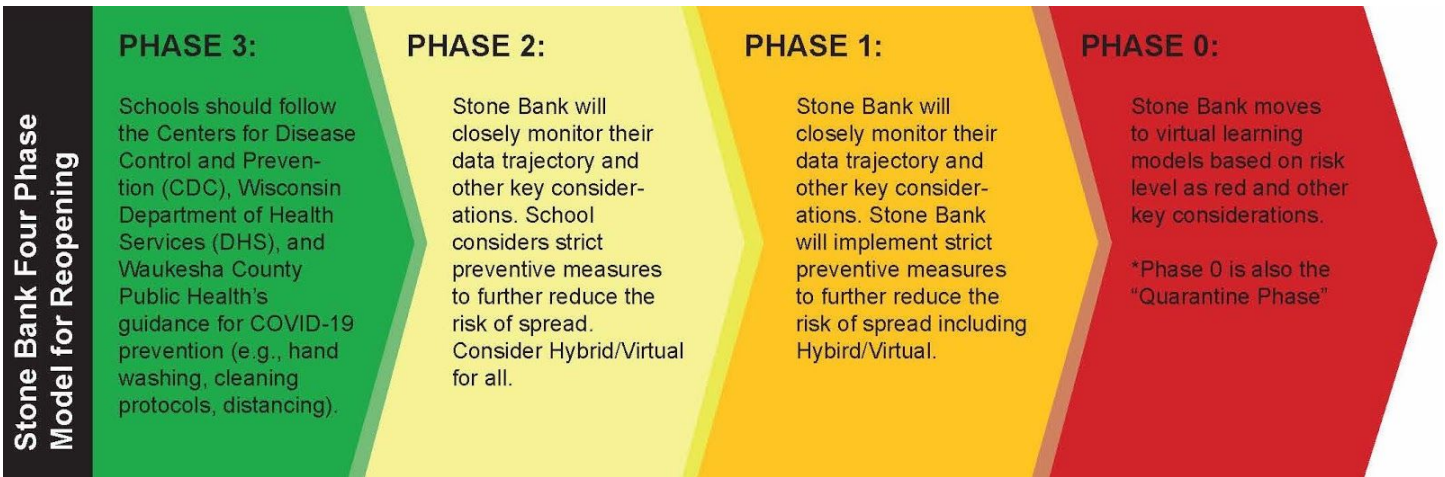 Stone Bank Four Phase
Model for Reopening
PHASE 3:
Schools should follow
the Centers for Disease
Control and Preven-
tion (CDC), Wisconsin
Department of Health
Services (DHS), and
Waukesha County
Public Health’s
guidance for COVID-19
prevention (e.g., hand
washing, cleaning
protocols, distancing).
PHASE 2:
Stone Bank will
closely monitor their
data trajectory and
other key consider-
ations. School
considers strict
preventive measures
to further reduce the
risk of spread.
Consider Hybrid/Virtual
for all.
PHASE 1:
Stone Bank will
closely monitor their
data trajectory and
other key consider-
ations. Stone Bank
will implement strict
preventive measures
to further reduce the
risk of spread including
Hybird/Virtual.
PHASE 0:
Stone Bank moves
to virtual learning
models based on risk
level as red and other
key considerations.
*Phase 0 is also the
“Quarantine Phase”